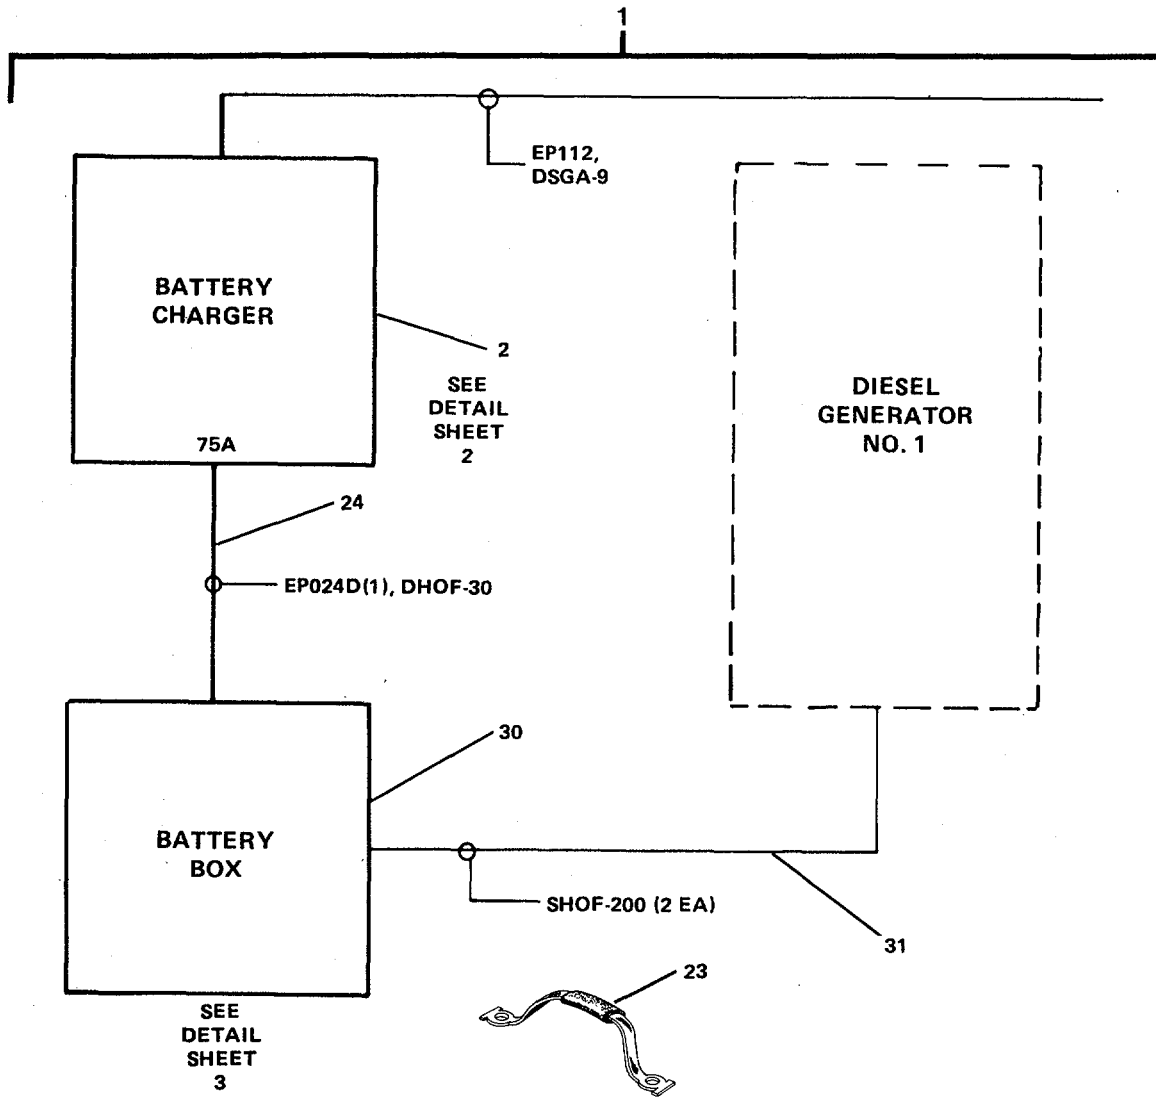 1
EP112,
DSGA-9
BATTERY
CHARGER
75A
2
SEE
DETAIL
SHEET
2
DIESEL
GENERATOR
NO. 1
24
EP024D(1), DHOF-30
30
BATTERY
BOX
SHOF-200 (2 EA)
31
23
SEE
DETAIL
SHEET
3